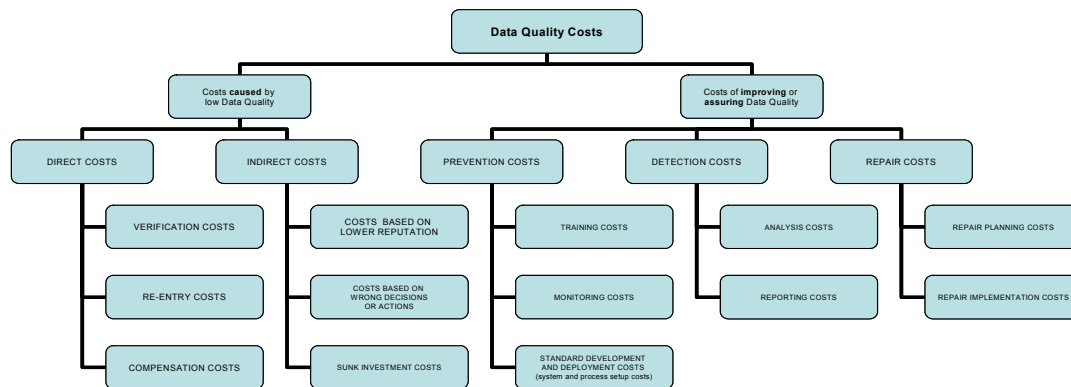 Data Quality Costs
Costs caused by
low Data Quality
Costs of improving or
assuring Data Quality
DIRECT COSTS
INDIRECT COSTS
PREVENTION COSTS
DETECTION COSTS
REPAIR COSTS
VERIFICATION COSTS
COSTS BASED ON
LOWER REPUTATION
TRAINING COSTS
ANALYSIS COSTS
REPAIR PLANNING COSTS
RE-ENTRY COSTS
COSTS BASED ON
WRONG DECISIONS
OR ACTIONS
MONITORING COSTS
REPORTING COSTS
REPAIR IMPLEMENTATION COSTS
COMPENSATION COSTS
SUNK INVESTMENT COSTS
STANDARD DEVELOPMENT
AND DEPLOYMENT COSTS
(system and process setup costs)